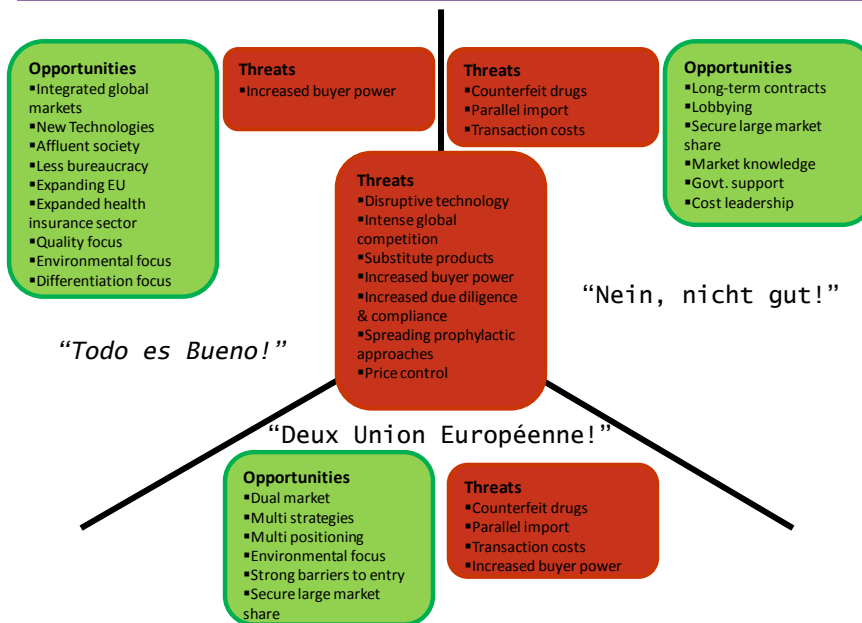 Opportunities
▪Integrated global
markets
▪New Technologies
▪Affluent society
▪Less bureaucracy
▪Expanding EU
▪Expanded health
insurance sector
▪Quality focus
▪Environmental focus
▪Differentiation focus
Threats
▪Increased buyer power
Threats
▪Counterfeit drugs
▪Parallel import
▪Transaction costs
Opportunities
▪Long-term contracts
▪Lobbying
▪Secure large market
share
▪Market knowledge
▪Govt. support
▪Cost leadership
Threats
▪Disruptive technology
▪Intense global
competition
▪Substitute products
▪Increased buyer power
▪Increased due diligence
& compliance
▪Spreading prophylactic
approaches
▪Price control
“Todo es Bueno!”
“Nein, nicht gut!”
“Deux Union Européenne!”
Opportunities
▪Dual market
▪Multi strategies
▪Multi positioning
▪Environmental focus
▪Strong barriers to entry
▪Secure large market
share
Threats
▪Counterfeit drugs
▪Parallel import
▪Transaction costs
▪Increased buyer power